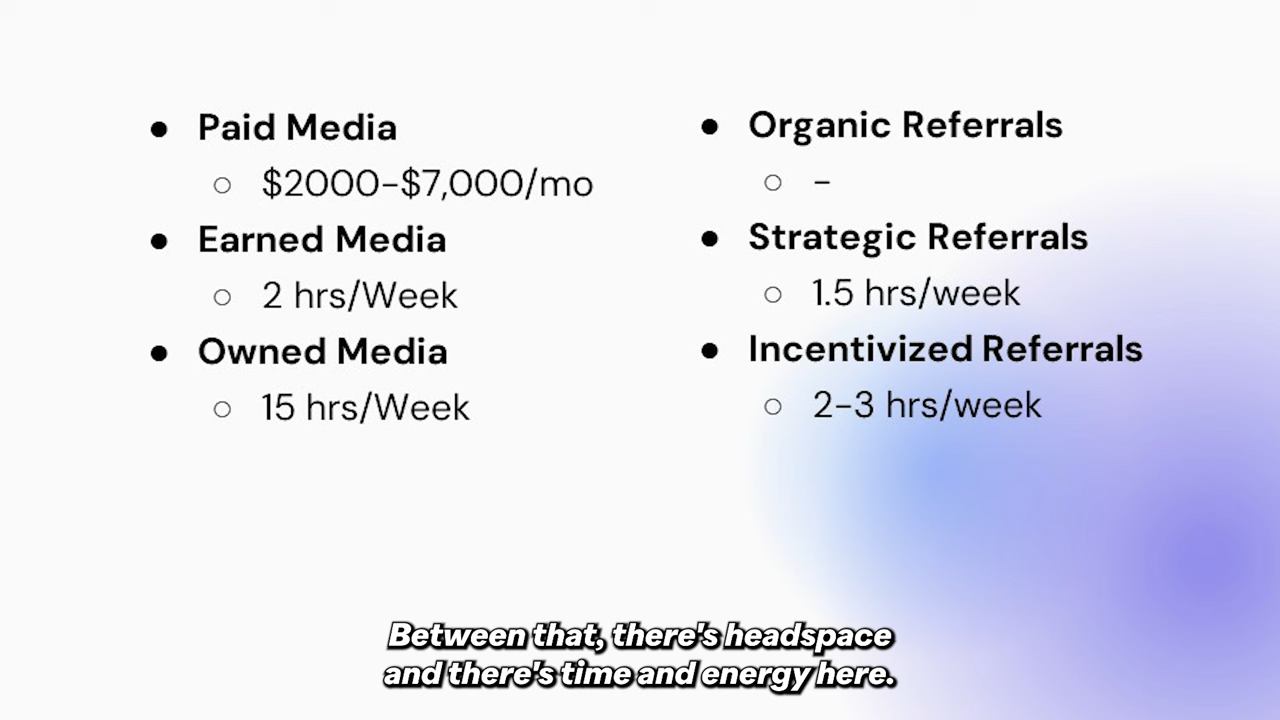 ● Paid Media
○ $2000-$7,000/mo
● Earned Media
○ 2 hrs/Week
● Owned Media
○ 15 hrs/Week
● Organic Referrals
○ -
● Strategic Referrals
○ 1.5 hrs/week
● Incentivized Referrals
○ 2-3 hrs/week
Between that, there's headspace
and there's time and energy here.